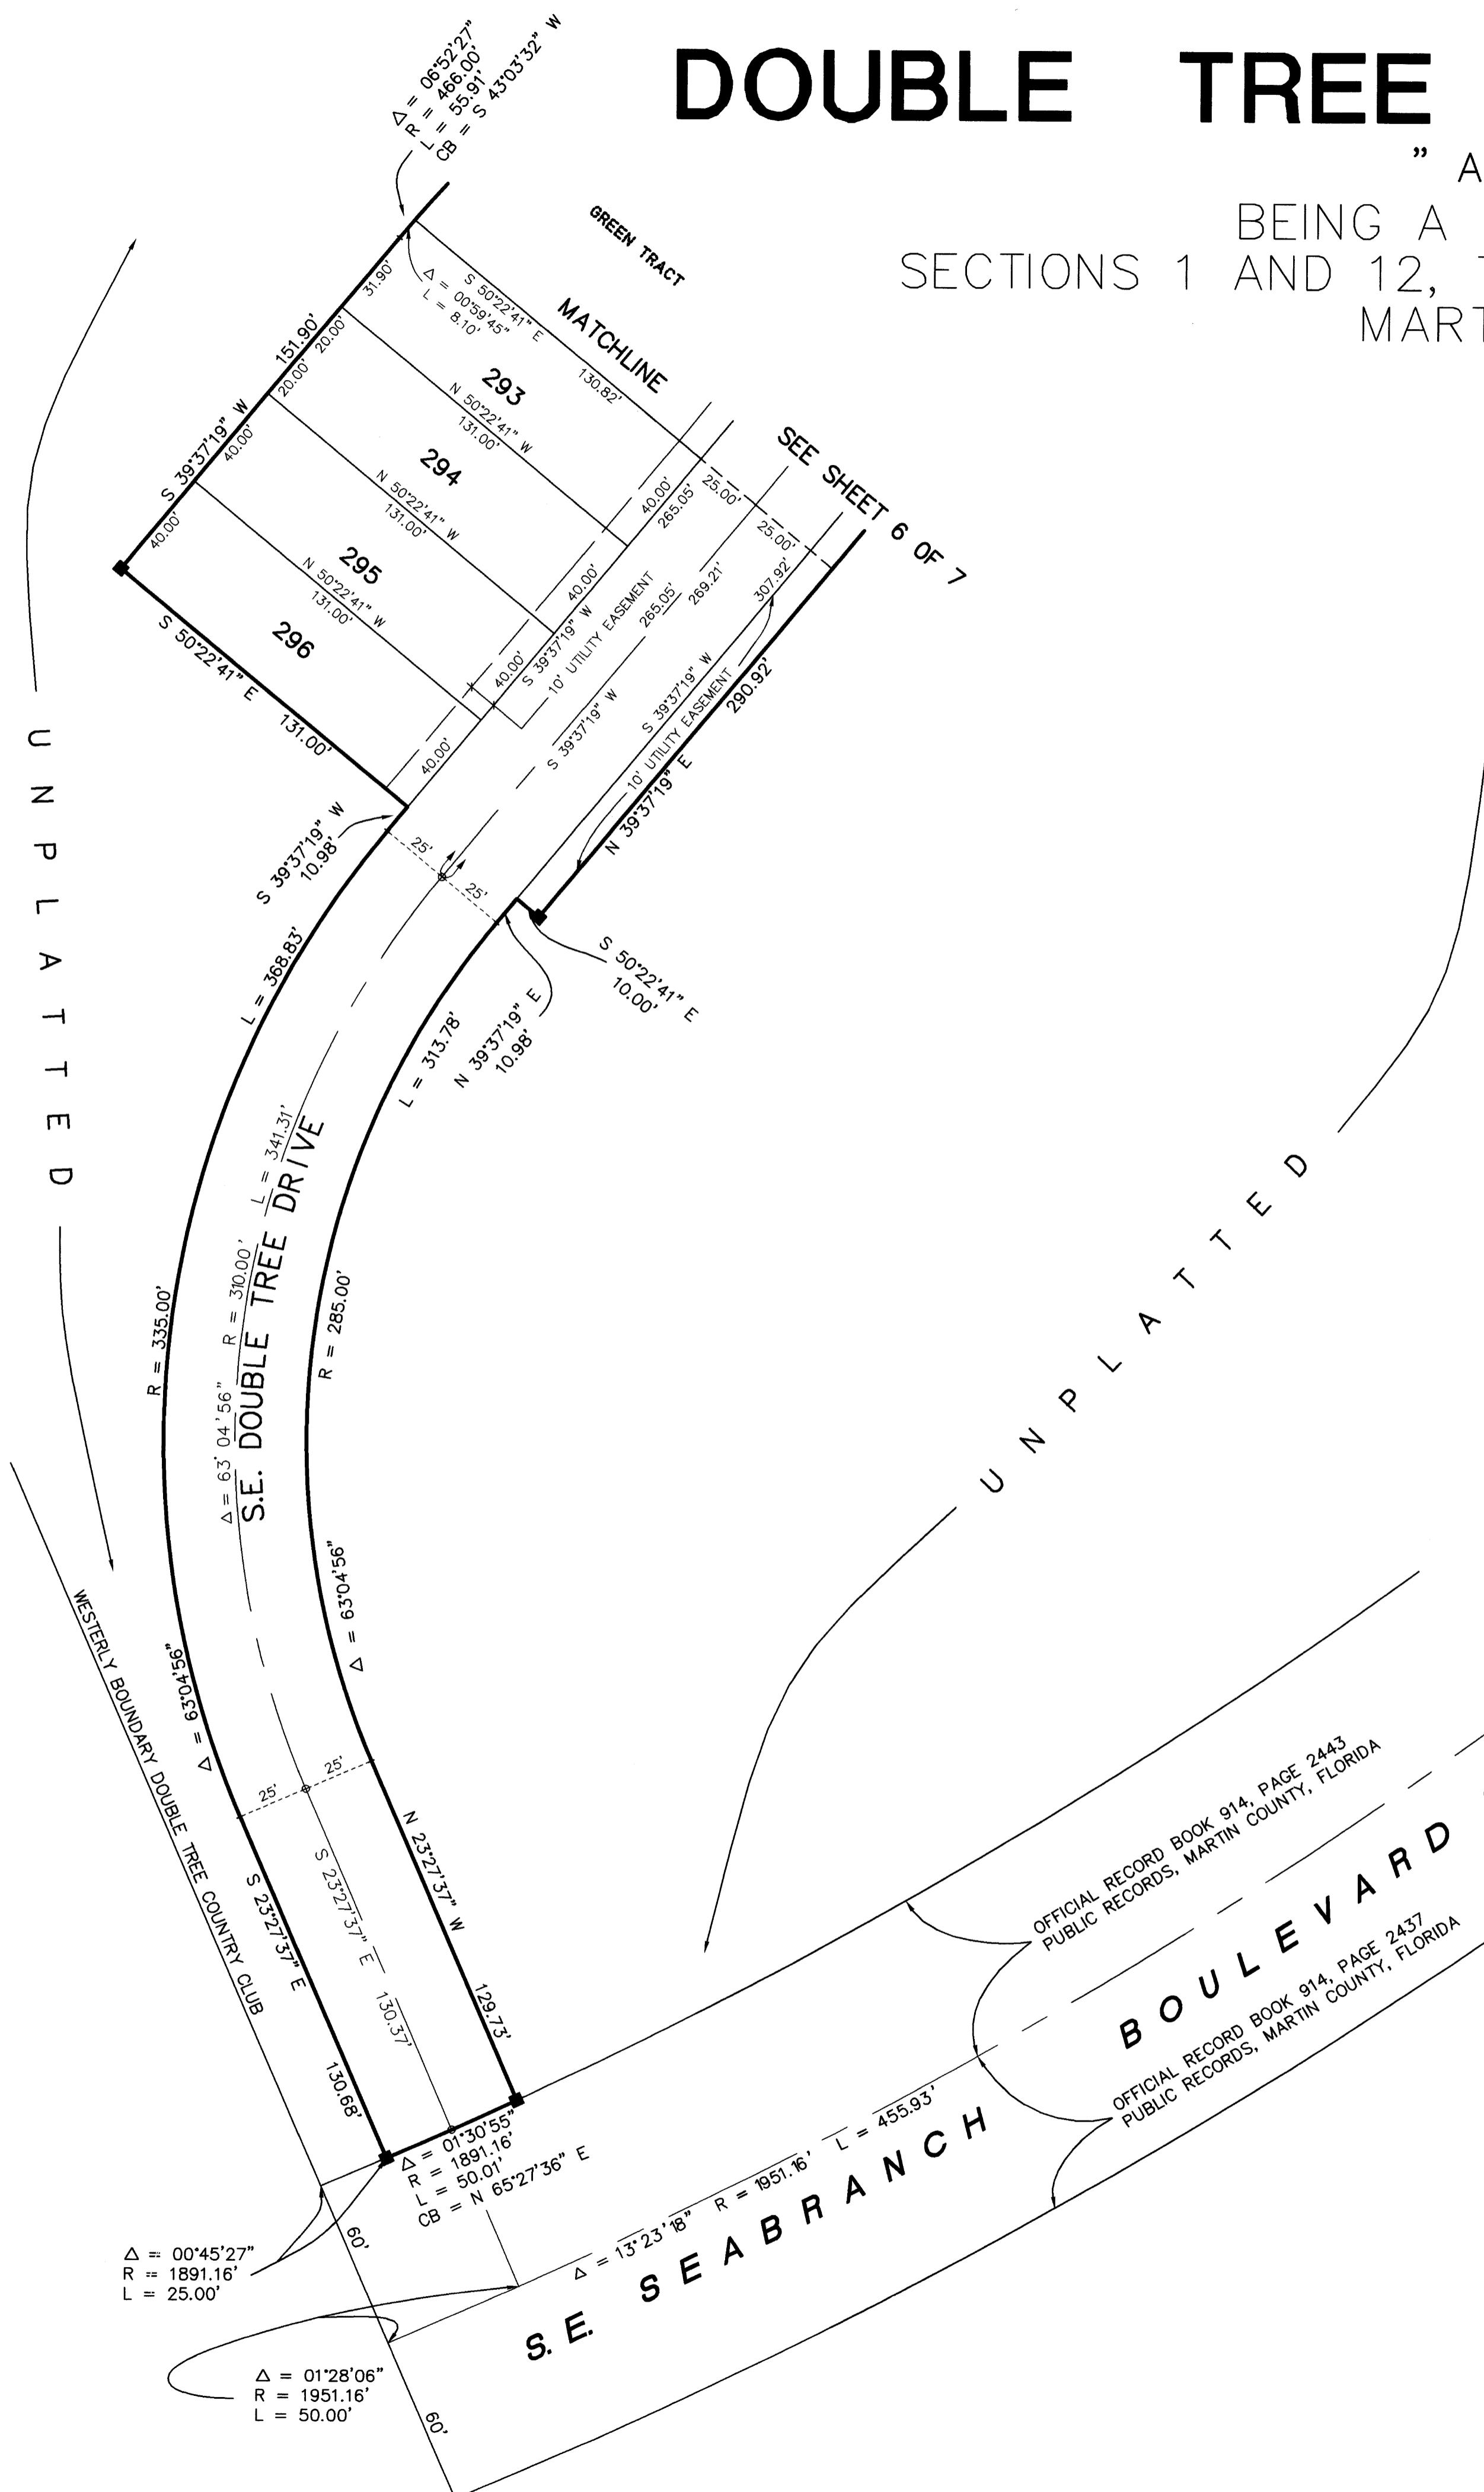 DOUBLE TREE
" A
BEING A
SECTIONS 1 AND 12, T
MART
Δ = 06°52'27"
R = 466.00'
L = 55.91'
CB = S 43°03'32" W
GREEN TRACT
MATCHLINE
SEE SHEET 6 OF 7
31.90'
Δ = 00°59'45"
L = 8.10'
S 50°22'41" E
130.82'
151.90'
20.00'
20.00'
S 39°37'19" W
40.00'
40.00'
293
N 50°22'41" W
131.00'
294
N 50°22'41" W
131.00'
295
N 50°22'41" W
131.00'
296
S 50°22'41" E
131.00'
40.00'
265.05'
25.00'
25.00'
40.00'
S 39°37'19" W
40.00'
10' UTILITY EASEMENT
265.05'
269.21'
307.92'
S 39°37'19" W
S 39°37'19" W
10' UTILITY EASEMENT
290.92'
N 39°37'19" E
40.00'
S 39°37'19" W
10.98'
25'
25'
S 50°22'41" E
10.00'
N 39°37'19" E
10.98'
UNPLATTED
L = 368.83'
L = 313.78'
L = 341.31'
S.E. DOUBLE TREE DRIVE
R = 335.00'
R = 310.00'
R = 285.00'
Δ = 63°04'56"
Δ = 63°04'56"
Δ = 63°04'56"
UNPLATTED
WESTERLY BOUNDARY DOUBLE TREE COUNTRY CLUB
25'
25'
S 23°27'37" E
130.68'
S 23°27'37" E
130.37'
N 23°27'37" W
129.73'
Δ = 01°30'55"
R = 1891.16'
L = 50.01'
CB = N 65°27'36" E
OFFICIAL RECORD BOOK 914, PAGE 2443
PUBLIC RECORDS, MARTIN COUNTY, FLORIDA
OFFICIAL RECORD BOOK 914, PAGE 2437
PUBLIC RECORDS, MARTIN COUNTY, FLORIDA
S.E. SEABRANCH BOULEVARD
Δ = 13°23'18" R = 1951.16' L = 455.93'
60'
Δ = 00°45'27"
R = 1891.16'
L = 25.00'
Δ = 01°28'06"
R = 1951.16'
L = 50.00'
60'